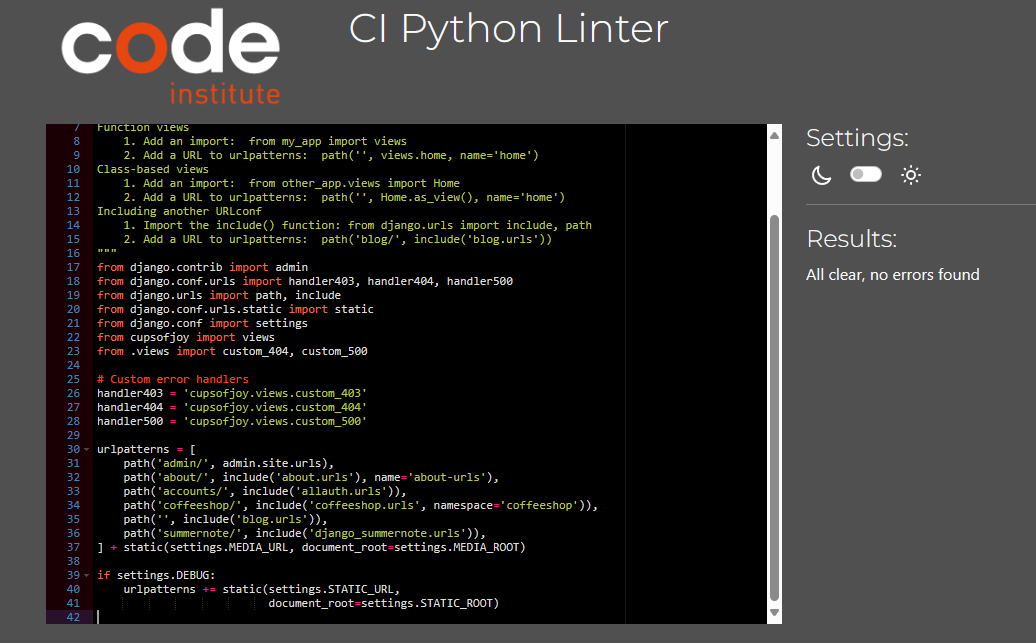 code
institute
CI Python Linter
7 Function views
8     1. Add an import:  from my_app import views
9     2. Add a URL to urlpatterns:  path('', views.home, name='home')
10 Class-based views
11     1. Add an import:  from other_app.views import Home
12     2. Add a URL to urlpatterns:  path('', Home.as_view(), name='home')
13 Including another URLconf
14     1. Import the include() function: from django.urls import include, path
15     2. Add a URL to urlpatterns:  path('blog/', include('blog.urls'))
16 """
17 from django.contrib import admin
18 from django.conf.urls import handler403, handler404, handler500
19 from django.urls import path, include
20 from django.conf.urls.static import static
21 from django.conf import settings
22 from cupsofjoy import views
23 from .views import custom_404, custom_500
24
25 # Custom error handlers
26 handler403 = 'cupsofjoy.views.custom_403'
27 handler404 = 'cupsofjoy.views.custom_404'
28 handler500 = 'cupsofjoy.views.custom_500'
29
30 urlpatterns = [
31     path('admin/', admin.site.urls),
32     path('about/', include('about.urls'), name='about-urls'),
33     path('accounts/', include('allauth.urls')),
34     path('coffeeshop/', include('coffeeshop.urls', namespace='coffeeshop')),
35     path('', include('blog.urls')),
36     path('summernote/', include('django_summernote.urls')),
37 ] + static(settings.MEDIA_URL, document_root=settings.MEDIA_ROOT)
38
39 if settings.DEBUG:
40     urlpatterns += static(settings.STATIC_URL,
41                           document_root=settings.STATIC_ROOT)
42
Settings:
Results:
All clear, no errors found